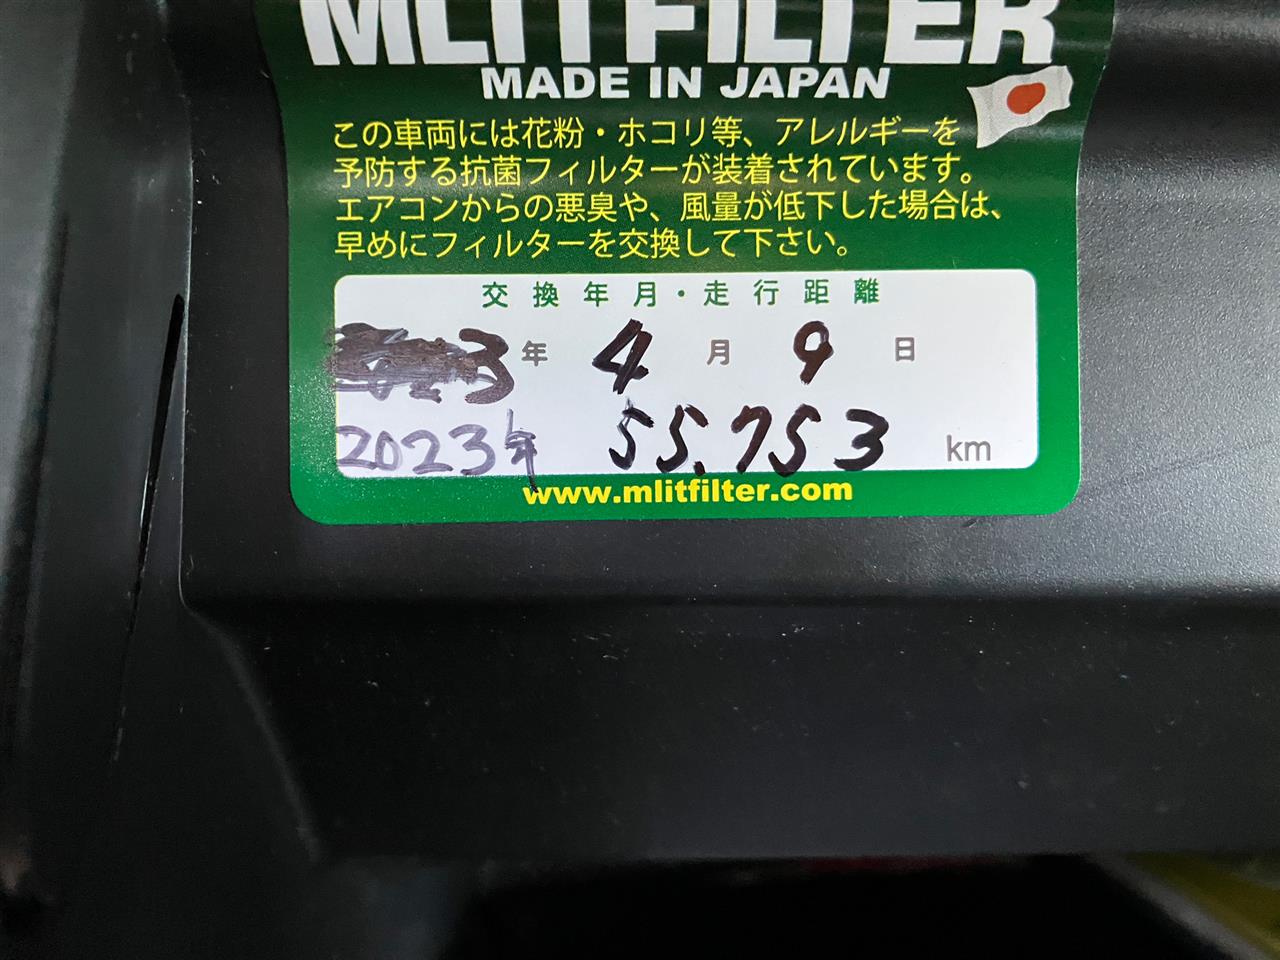 MLITFILTER
MADE IN JAPAN
この車両には花粉・ホコリ等、アレルギーを
予防する抗菌フィルターが装着されています。
エアコンからの悪臭や、風量が低下した場合は、
早めにフィルターを交換して下さい。
交換年月・走行距離
3年 4月 9日
2023年 55.753 km
www.mlitfilter.com